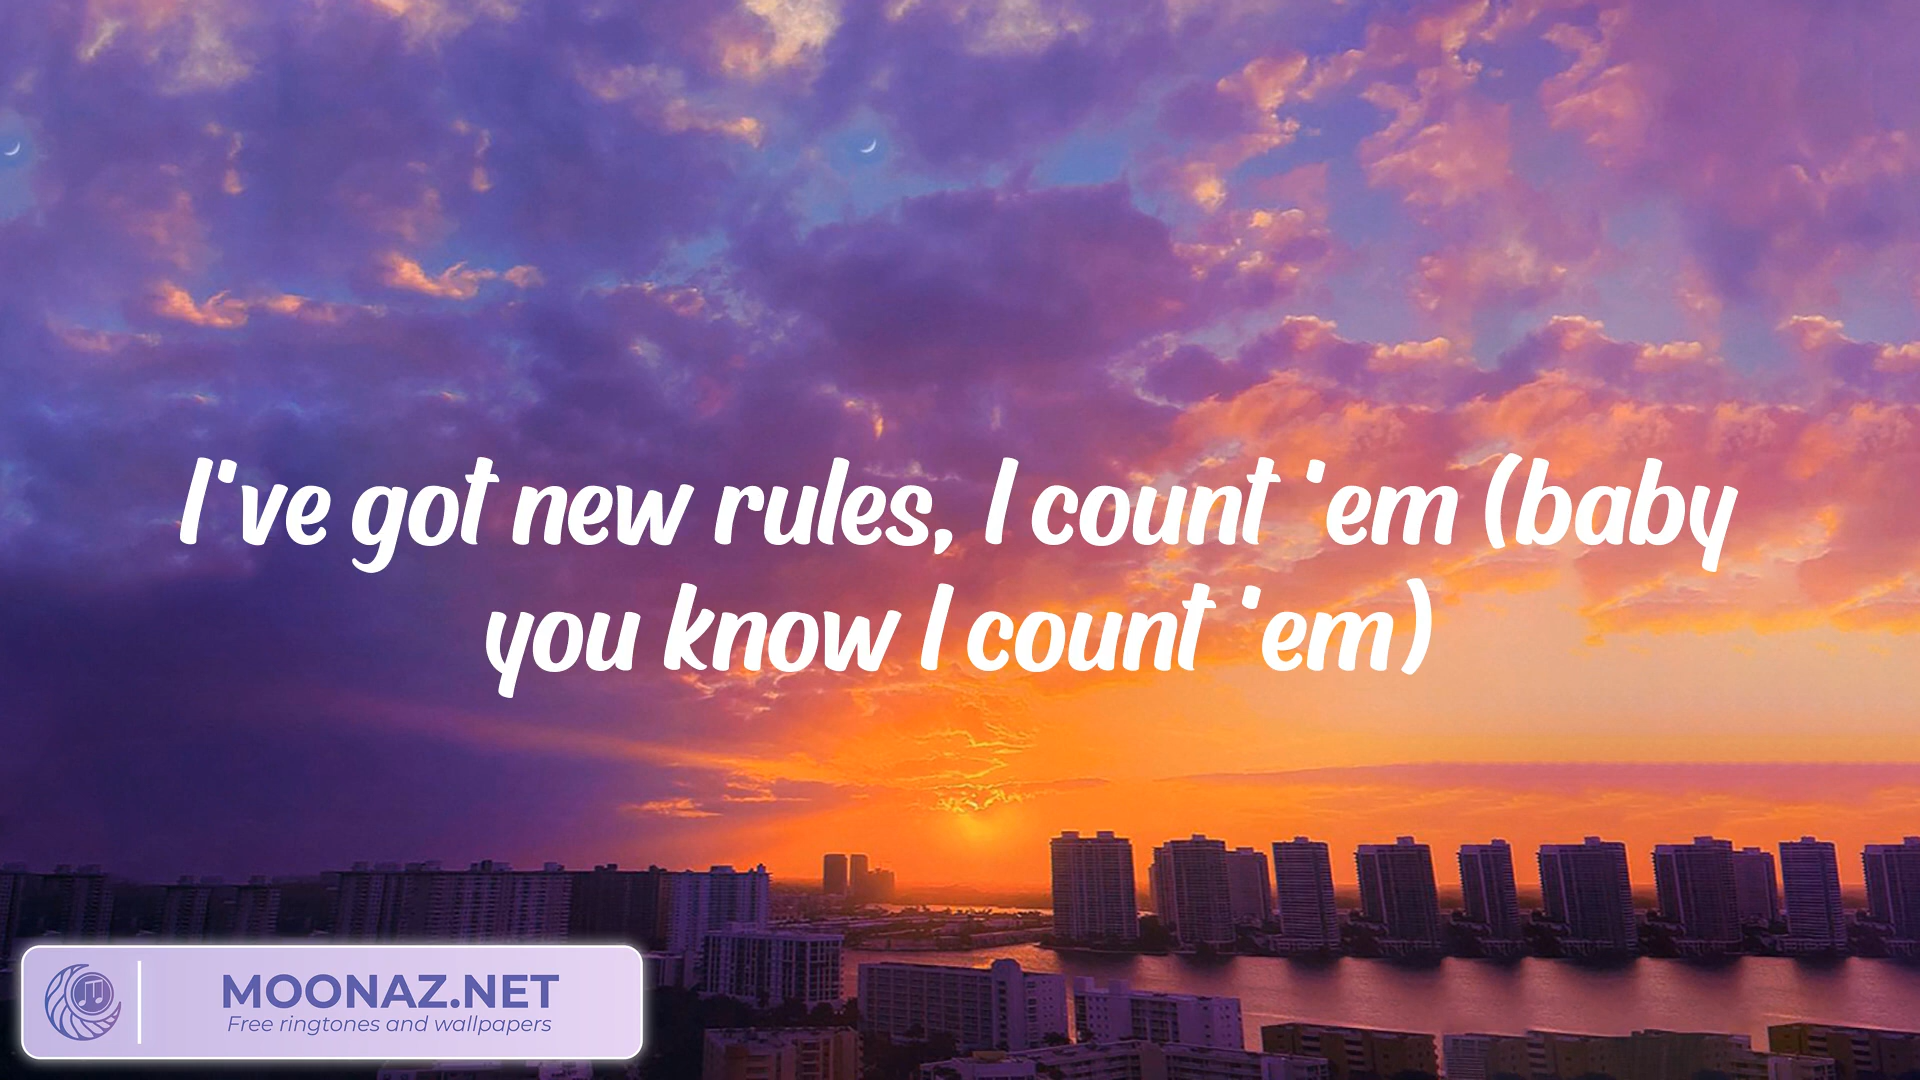 I've got new rules, I count 'em (baby
you know I count 'em)
MOONAZ.NET
Free ringtones and wallpapers